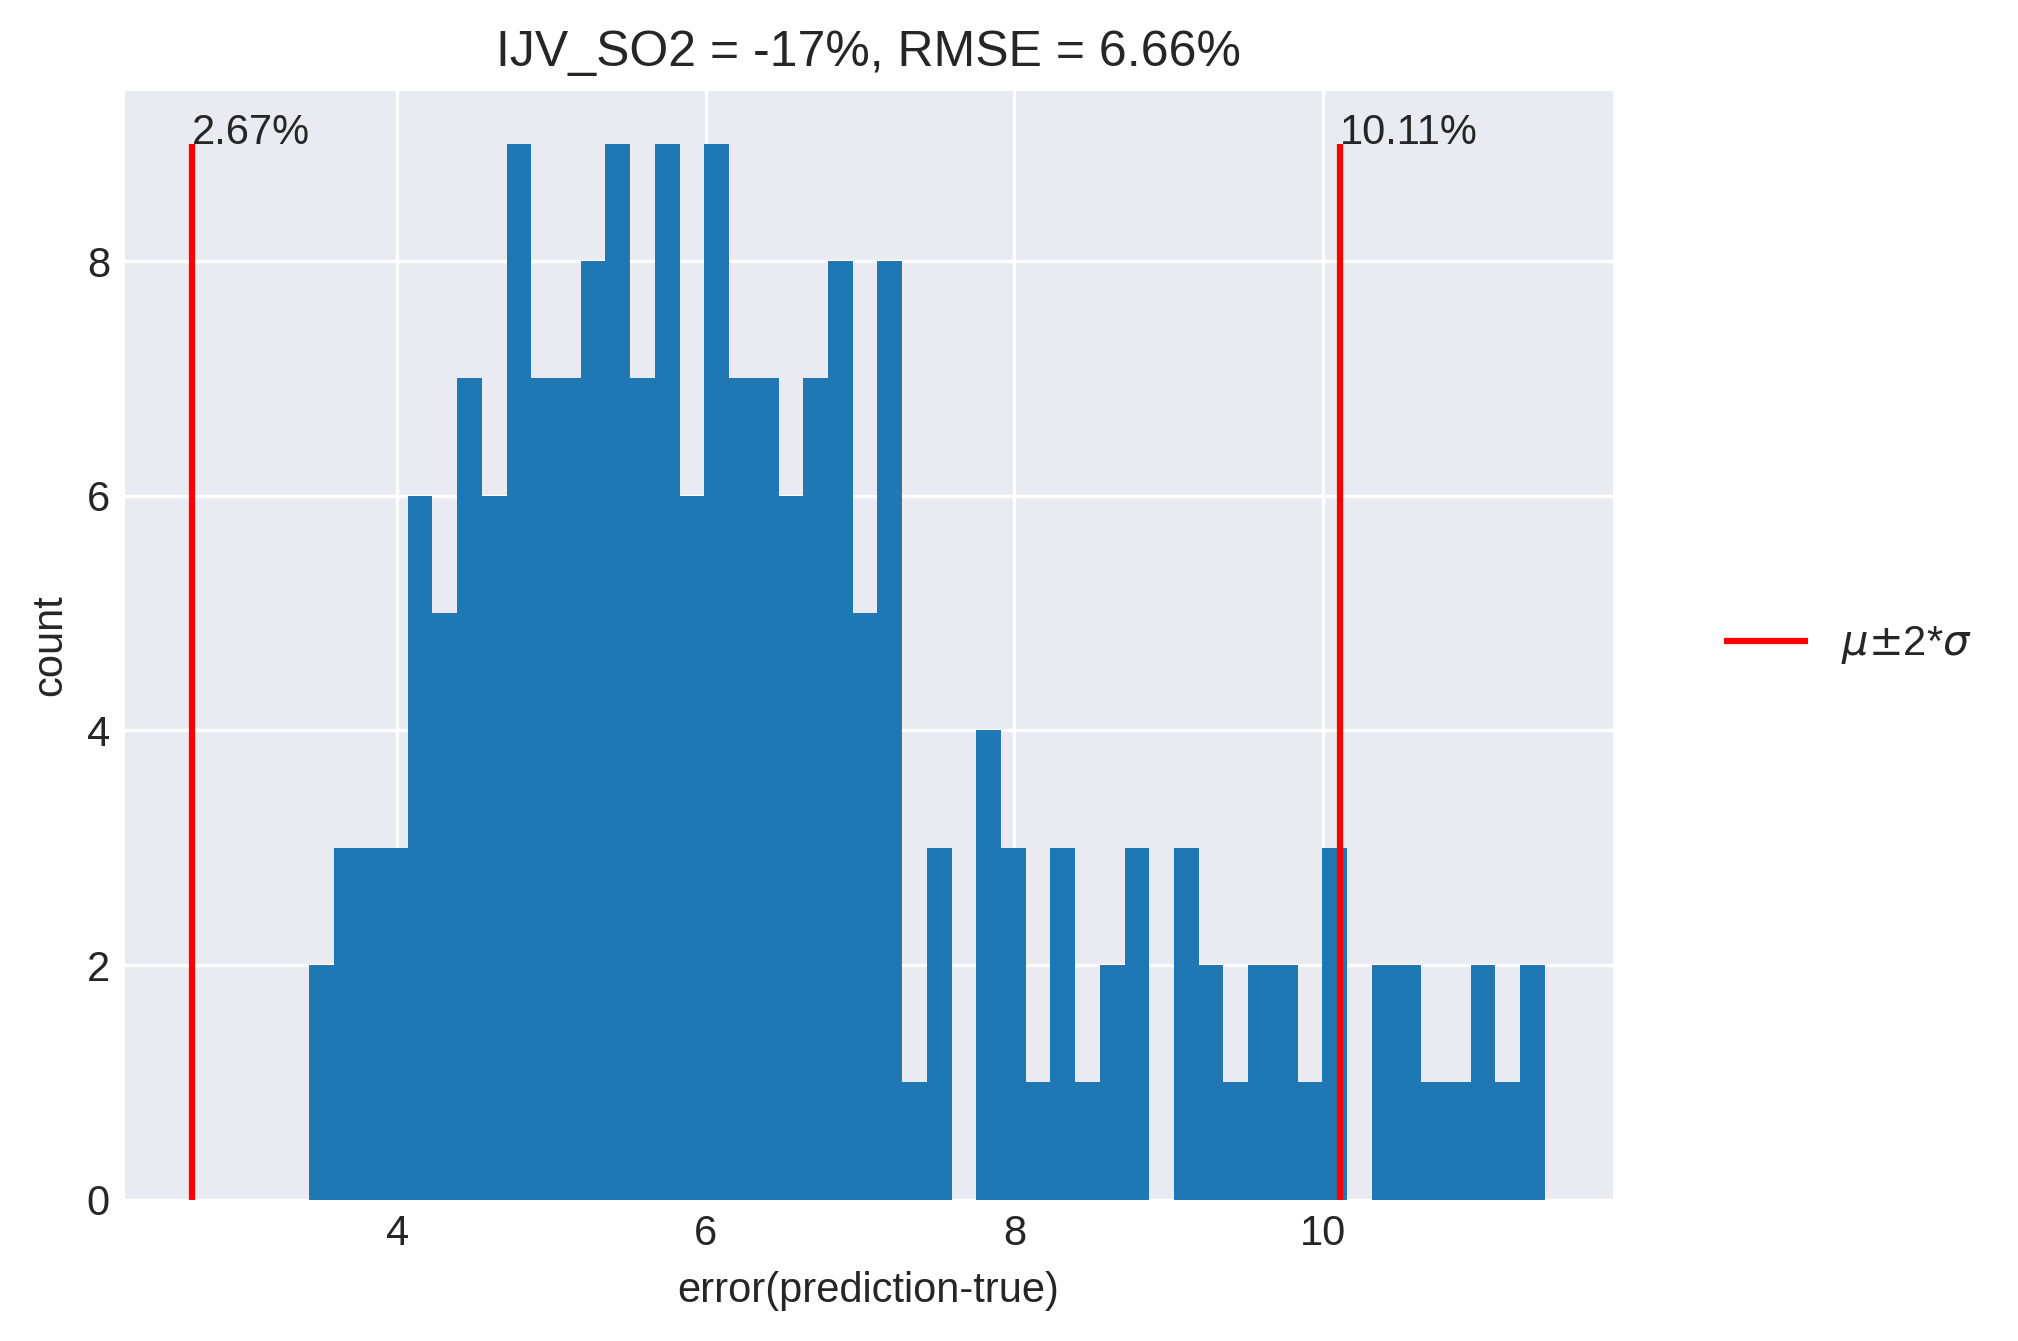 IJV_SO2 = -17%, RMSE = 6.66%
2.67%
10.11%
8
6
4
2
0
count
4 6 8 10
error(prediction-true)
μ±2*σ